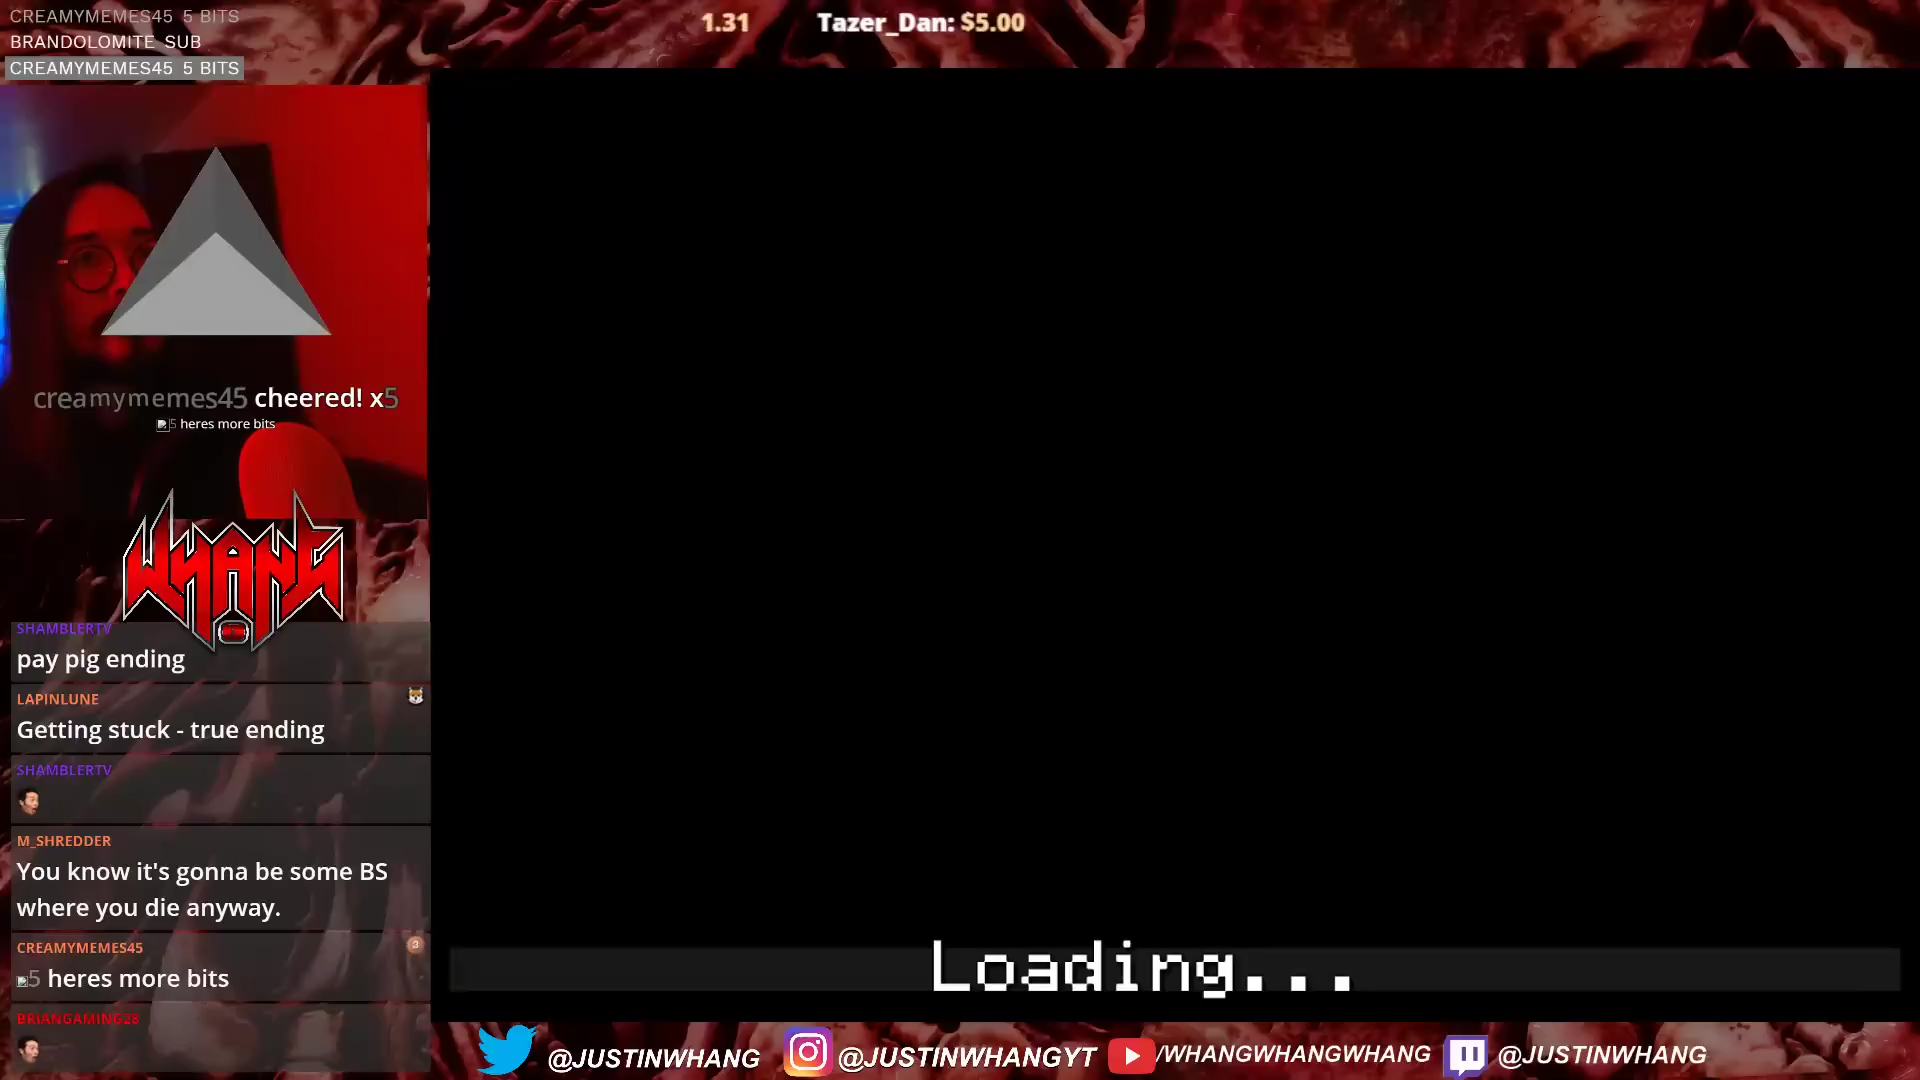 CREAMYMEMES45 5 BITS
BRANDOLOMITE SUB
CREAMYMEMES45 5 BITS
1.31 Tazer_Dan: $5.00
creamymemes45 cheered! x5
5 heres more bits
WHANG
SHAMBLERTV
pay pig ending
LAPINLUNE
Getting stuck - true ending
SHAMBLERTV
M_SHREDDER
You know it's gonna be some BS
where you die anyway.
CREAMYMEMES45 3
5 heres more bits
BRIANGAMING28
Loading...
@JUSTINWHANG @JUSTINWHANGYT /WHANGWHANGWHANG @JUSTINWHANG